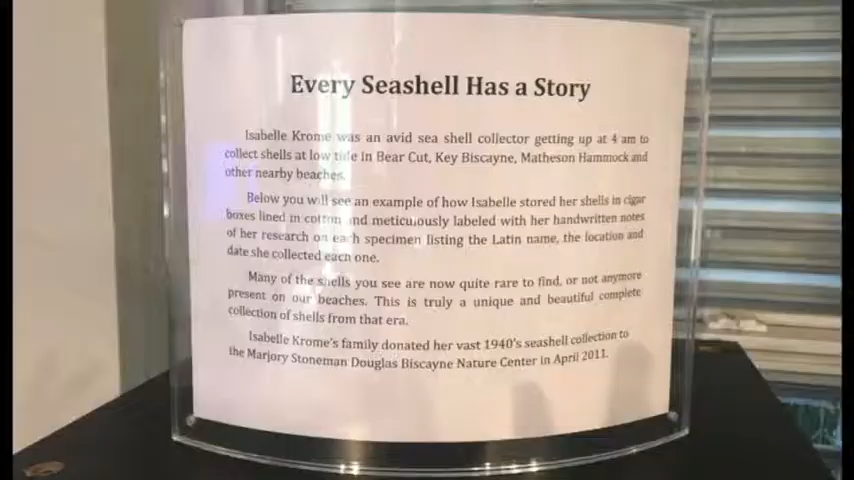 Every Seashell Has a Story
Isabelle Krome was an avid sea shell collector getting up at 4 am to
collect shells at low tide in Bear Cut, Key Biscayne, Matheson Hammock and
other nearby beaches.
Below you will see an example of how Isabelle stored her shells in cigar
boxes lined in cotton and meticulously labeled with her handwritten notes
of her research on each specimen listing the Latin name, the location and
date she collected each one.
Many of the shells you see are now quite rare to find, or not anymore
present on our beaches. This is truly a unique and beautiful complete
collection of shells from that era.
Isabelle Krome's family donated her vast 1940's seashell collection to
the Marjory Stoneman Douglas Biscayne Nature Center in April 2011.